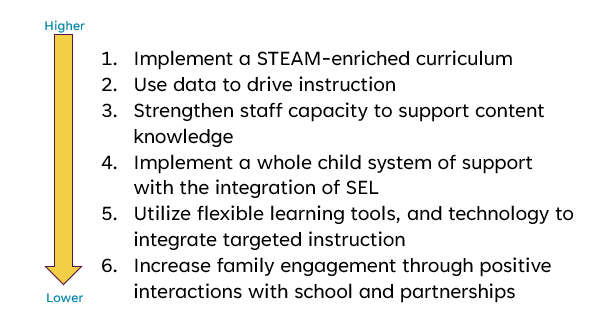 Higher
1. Implement a STEAM-enriched curriculum
2. Use data to drive instruction
3. Strengthen staff capacity to support content
knowledge
4. Implement a whole child system of support
with the integration of SEL
5. Utilize flexible learning tools, and technology to
integrate targeted instruction
6. Increase family engagement through positive
interactions with school and partnerships
Lower